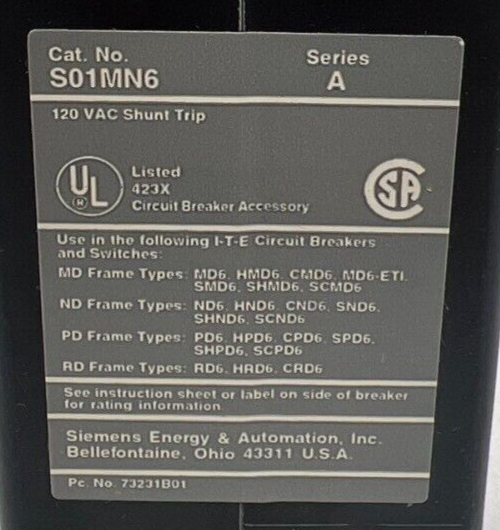 Cat. No. Series
S01MN6 A
120 VAC Shunt Trip
UL Listed
423X
Circuit Breaker Accessory
SA
Use in the following I-T-E Circuit Breakers
and Switches:
MD Frame Types: MD6, HMD6, CMD6, MD6-ETI,
SMD6, SHMD6, SCMD6
ND Frame Types: ND6, HND6, CND6, SND6,
SHND6, SCND6
PD Frame Types: PD6, HPD6, CPD6, SPD6,
SHPD6, SCPD6
RD Frame Types: RD6, HRD6, CRD6
See instruction sheet or label on side of breaker
for rating information.
Siemens Energy & Automation, Inc.
Bellefontaine, Ohio 43311 U.S.A.
Pc. No. 73231B01